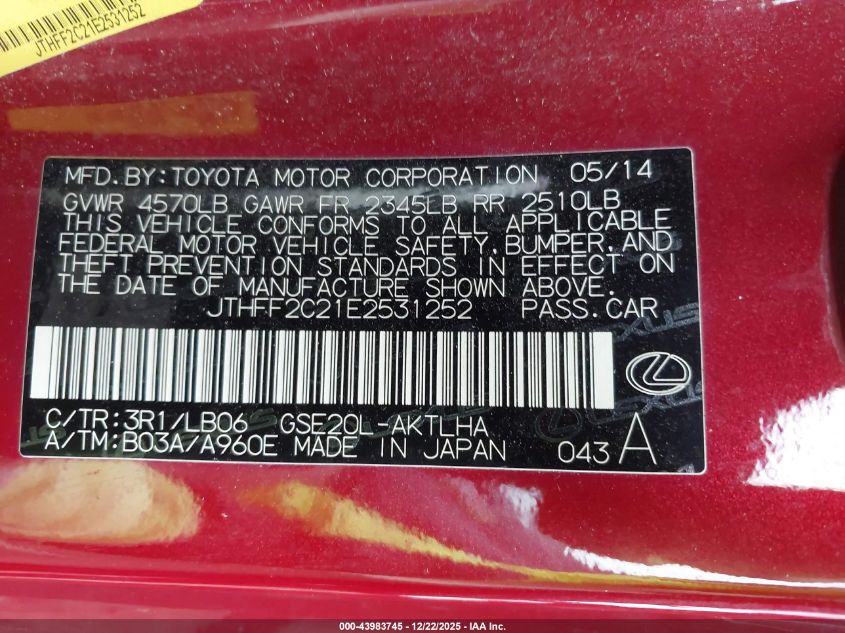 JTHFF2C21E2531252
MFD. BY: TOYOTA MOTOR CORPORATION 05/14
GVWR 4570LB GAWR FR 2345LB RR 2510LB
THIS VEHICLE CONFORMS TO ALL APPLICABLE
FEDERAL MOTOR VEHICLE SAFETY, BUMPER, AND
THEFT PREVENTION STANDARDS IN EFFECT ON
THE DATE OF MANUFACTURE SHOWN ABOVE.
JTHFF2C21E2531252 PASS. CAR
C/TR: 3R1/LB06 GSE20L-AKTLHA
A/TM: B03A/A960E MADE IN JAPAN 043 A
000-43983745 - 12/22/2025 - IAA Inc.